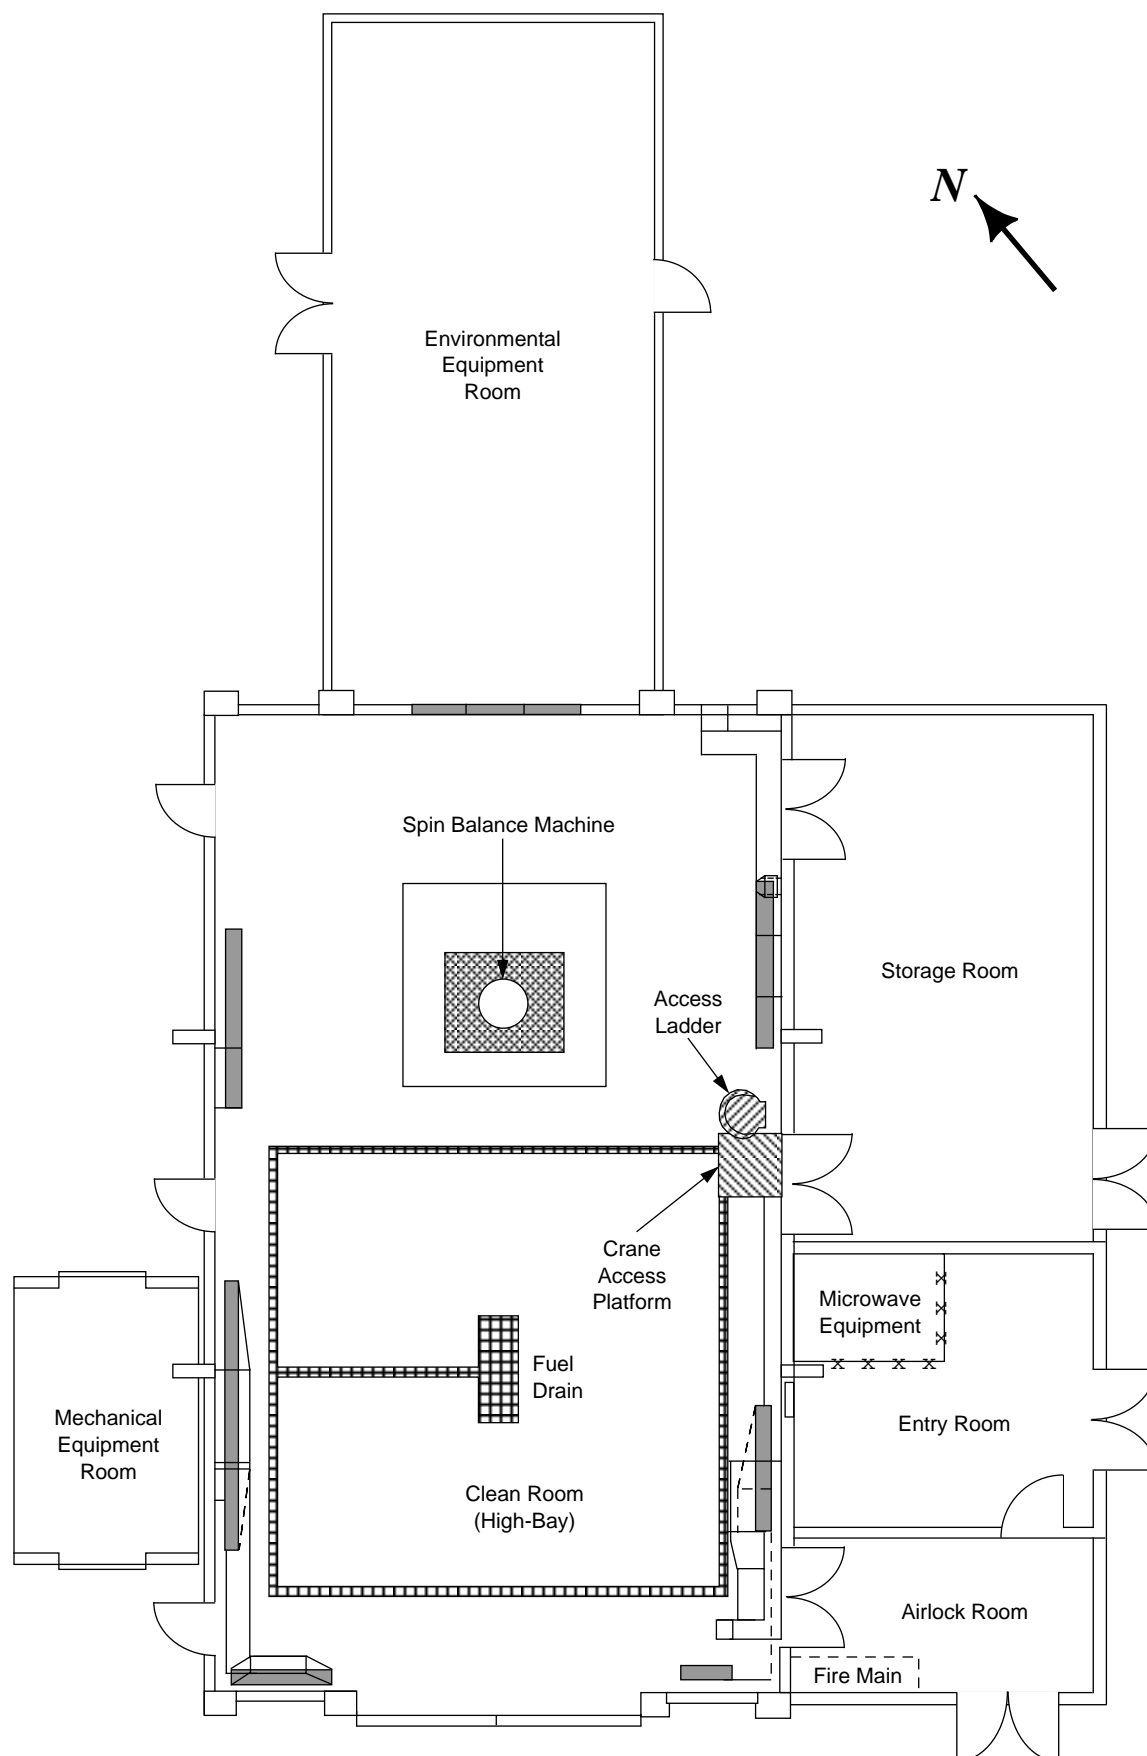 N
Environmental
Equipment
Room
Spin Balance Machine
Storage Room
Access
Ladder
Crane
Access
Platform
Microwave
Equipment
Fuel
Drain
Mechanical
Equipment
Room
Entry Room
Clean Room
(High-Bay)
Airlock Room
Fire Main
x
x
x
x
x
x
x